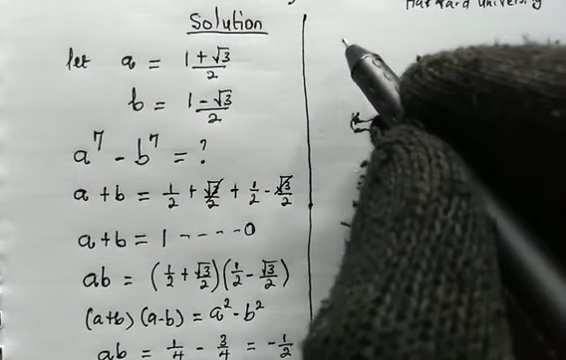 Harvard University
Solution
let a = (1 + √3)/2
b = (1 - √3)/2
a⁷ - b⁷ = ?
a + b = 1/2 + √3/2 + 1/2 - √3/2
a + b = 1 - - - - 0
ab = (1/2 + √3/2)(1/2 - √3/2)
(a+b) (a-b) = a² - b²
ab = 1/4 - 3/4 = -1/2